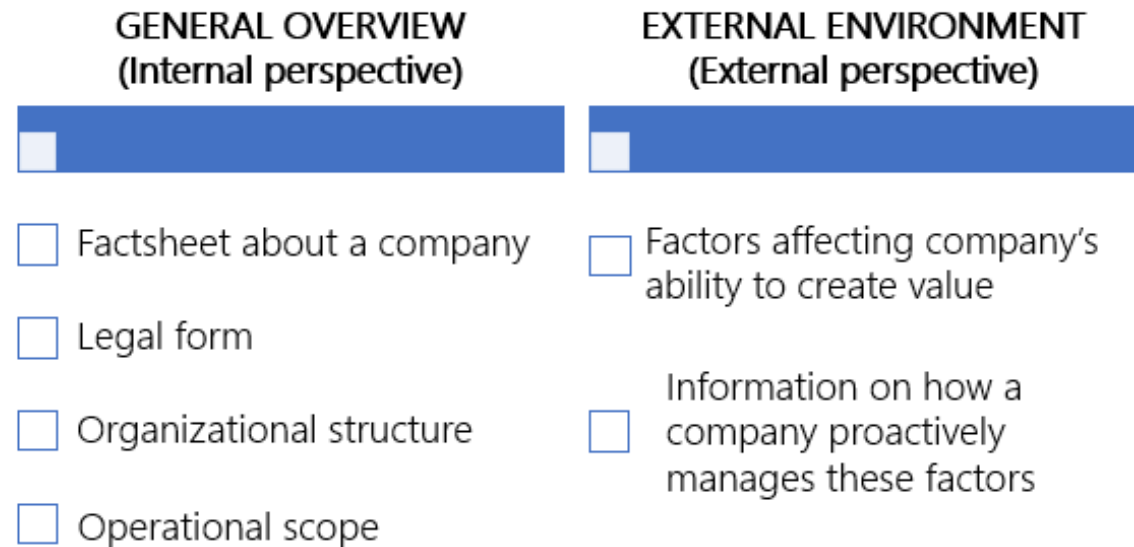 GENERAL OVERVIEW
(Internal perspective)
Factsheet about a company
Legal form
Organizational structure
Operational scope
EXTERNAL ENVIRONMENT
(External perspective)
Factors affecting company’s
ability to create value
Information on how a
company proactively
manages these factors